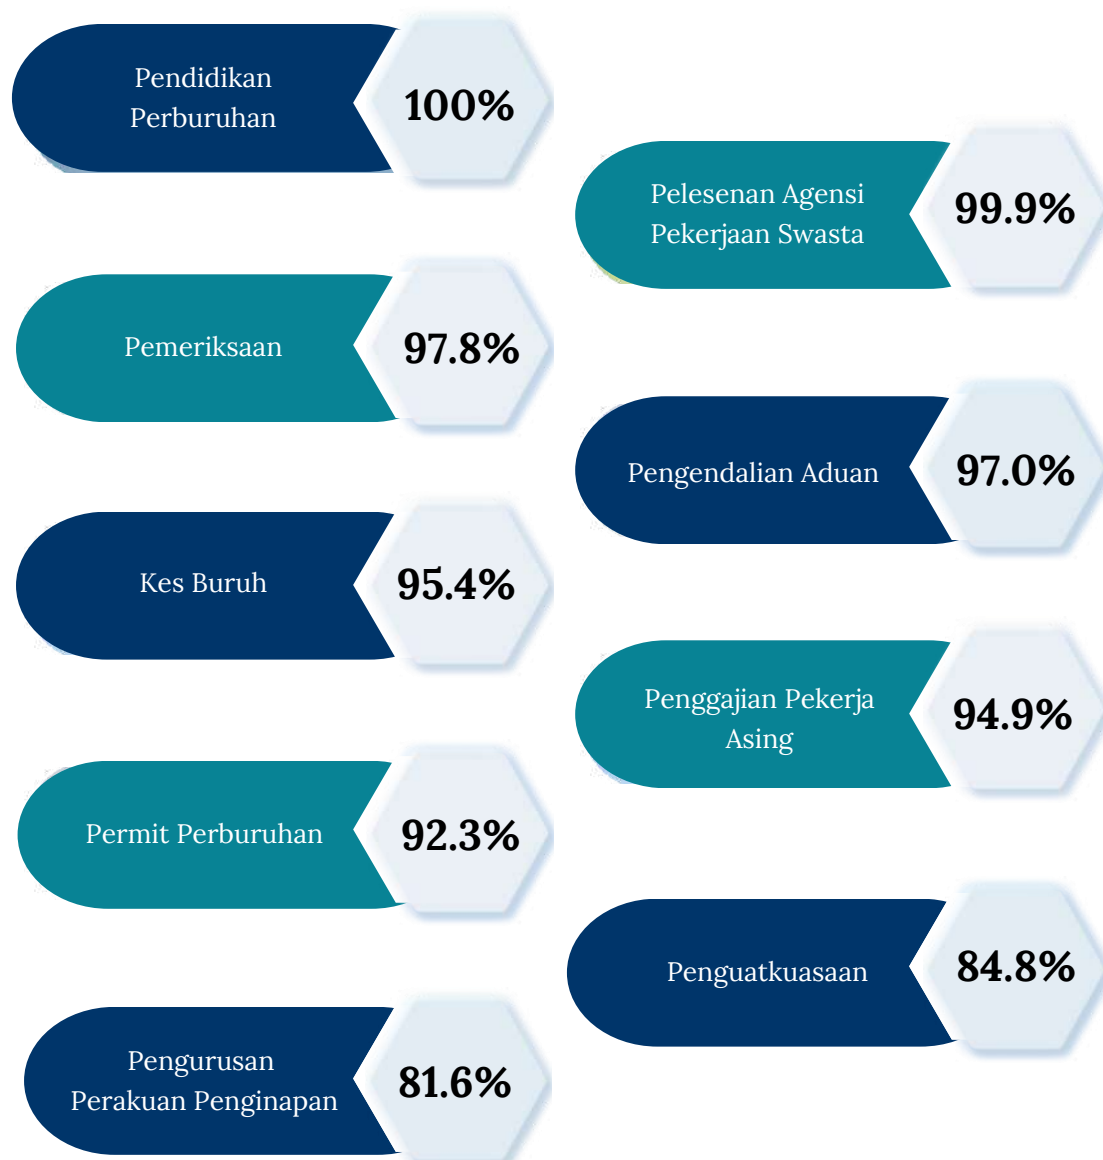 Pendidikan
Perburuhan
100%
Pelesenan Agensi
Pekerjaan Swasta
99.9%
Pemeriksaan
97.8%
Pengendalian Aduan
97.0%
Kes Buruh
95.4%
Penggajian Pekerja
Asing
94.9%
Permit Perburuhan
92.3%
Penguatkuasaan
84.8%
Pengurusan
Perakuan Penginapan
81.6%